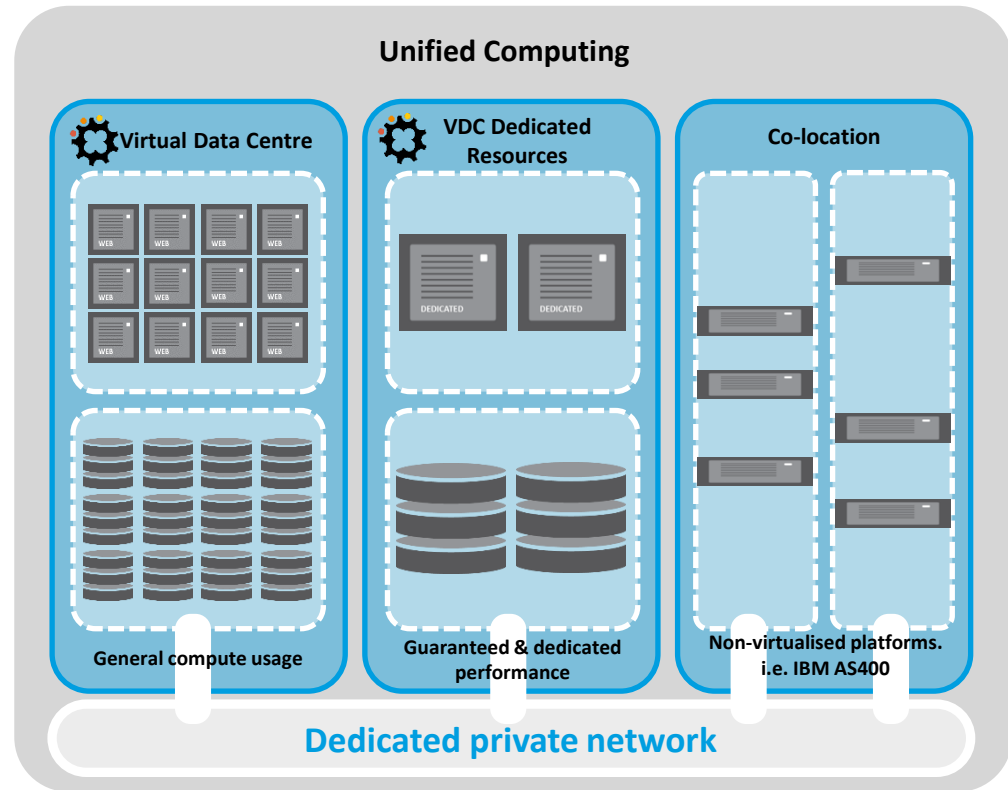 Unified Computing
Virtual Data Centre
WEB WEB WEB WEB
WEB WEB WEB WEB
WEB WEB WEB WEB
General compute usage
VDC Dedicated
Resources
DEDICATED DEDICATED
Guaranteed & dedicated
performance
Co-location
Non-virtualised platforms.
i.e. IBM AS400
Dedicated private network